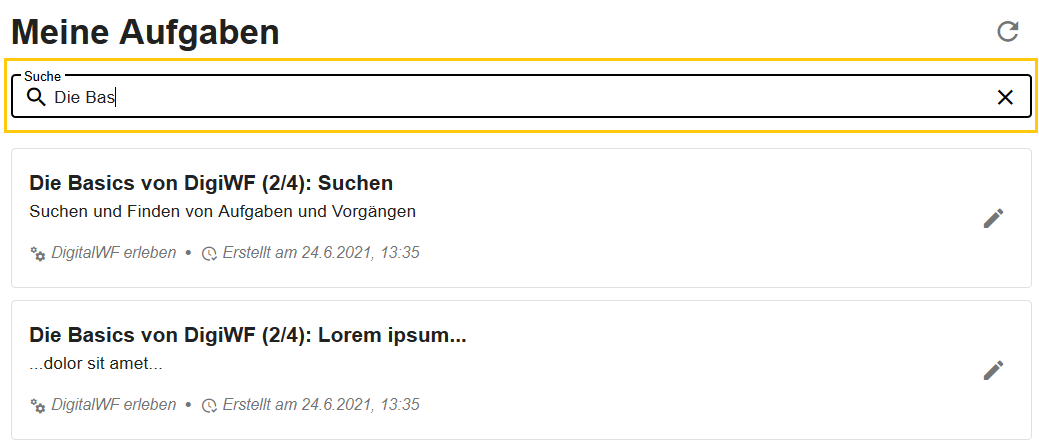 Meine Aufgaben
Suche
Die Bas
Die Basics von DigiWF (2/4): Suchen
Suchen und Finden von Aufgaben und Vorgängen
DigitalWF erleben • Erstellt am 24.6.2021, 13:35
Die Basics von DigiWF (2/4): Lorem ipsum...
...dolor sit amet...
DigitalWF erleben • Erstellt am 24.6.2021, 13:35